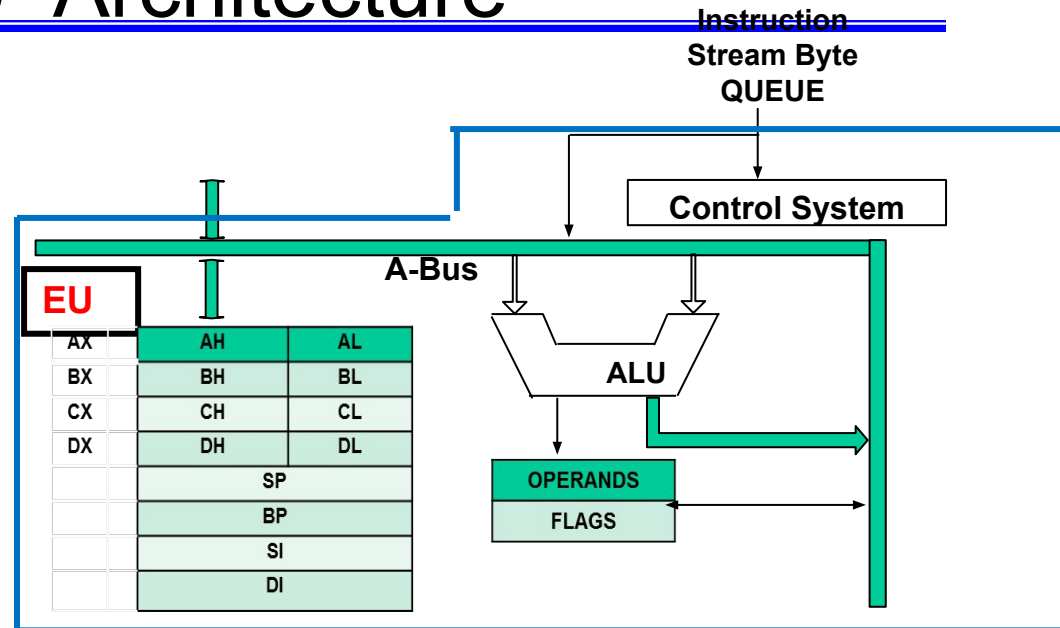 Architecture
Instruction
Stream Byte
QUEUE
Control System
A-Bus
EU
ALU
AX AH AL
BX BH BL
CX CH CL
DX DH DL
SP
BP
SI
DI
OPERANDS
FLAGS